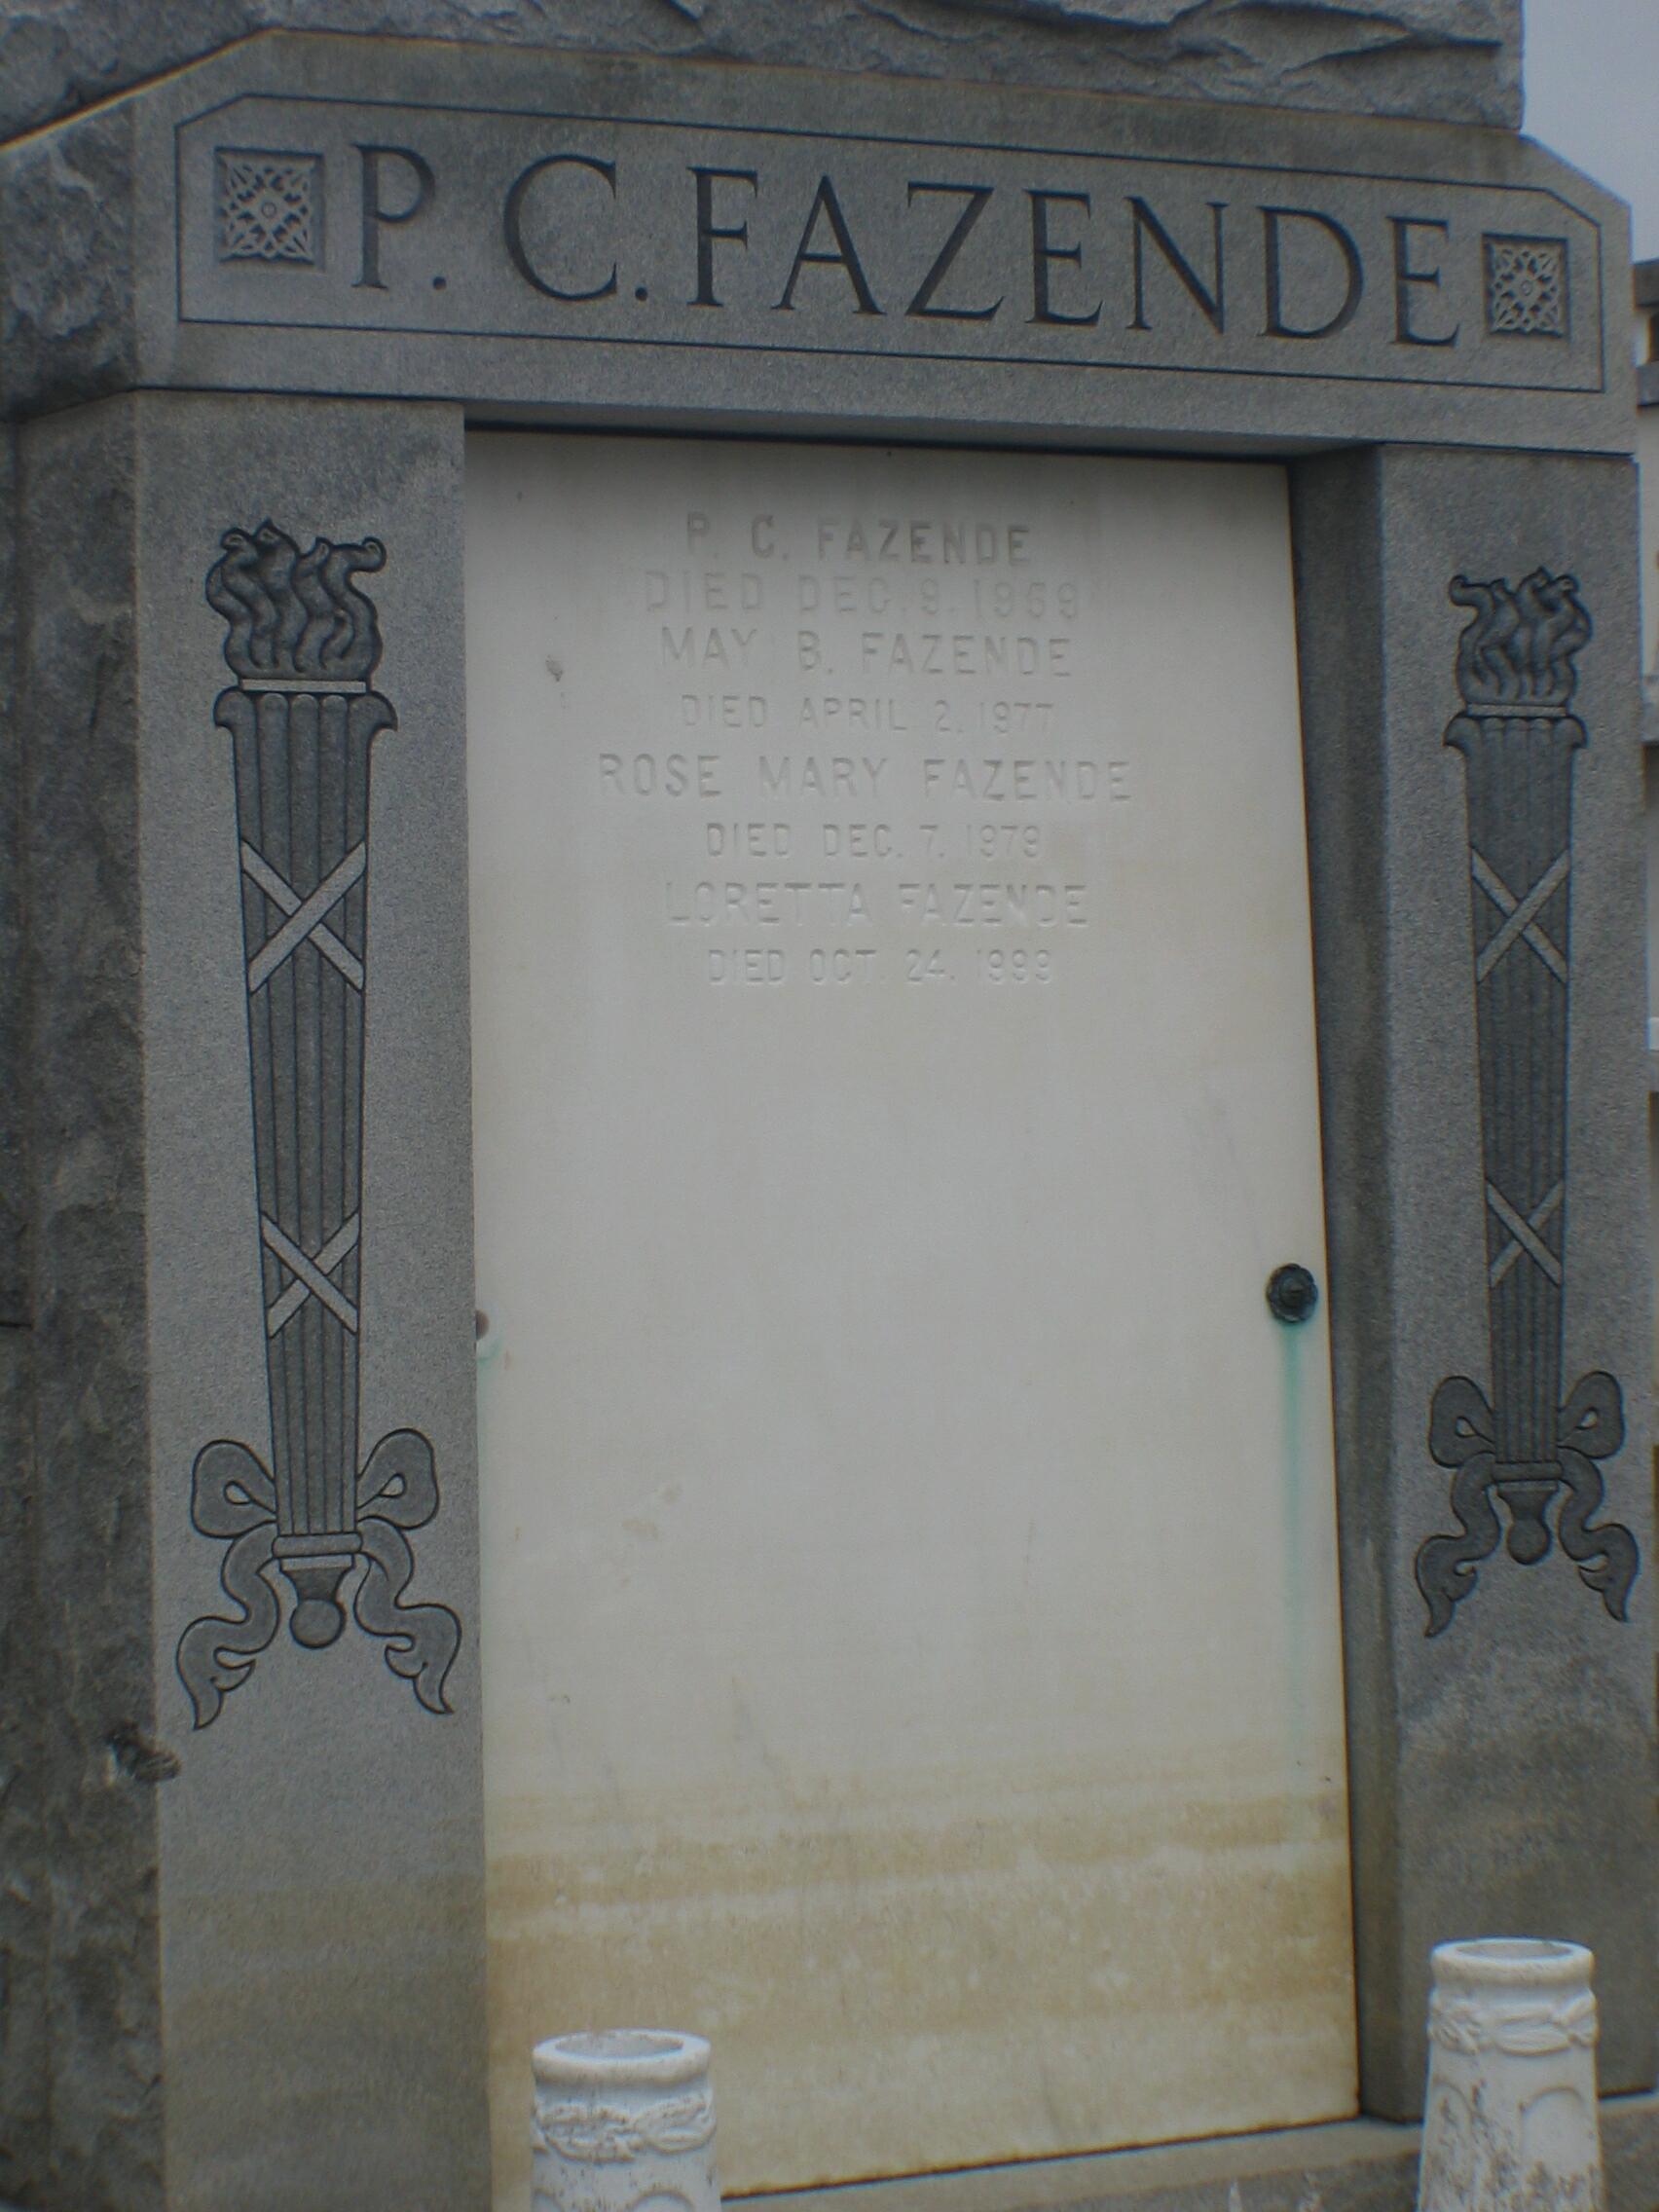 P. C. FAZENDE
P. C. FAZENDE
DIED DEC. 9. 1969
MAY B. FAZENDE
DIED APRIL 2, 1977
ROSE MARY FAZENDE
DIED DEC. 7, 1979
LORETTA FAZENDE
DIED OCT. 24, 1999